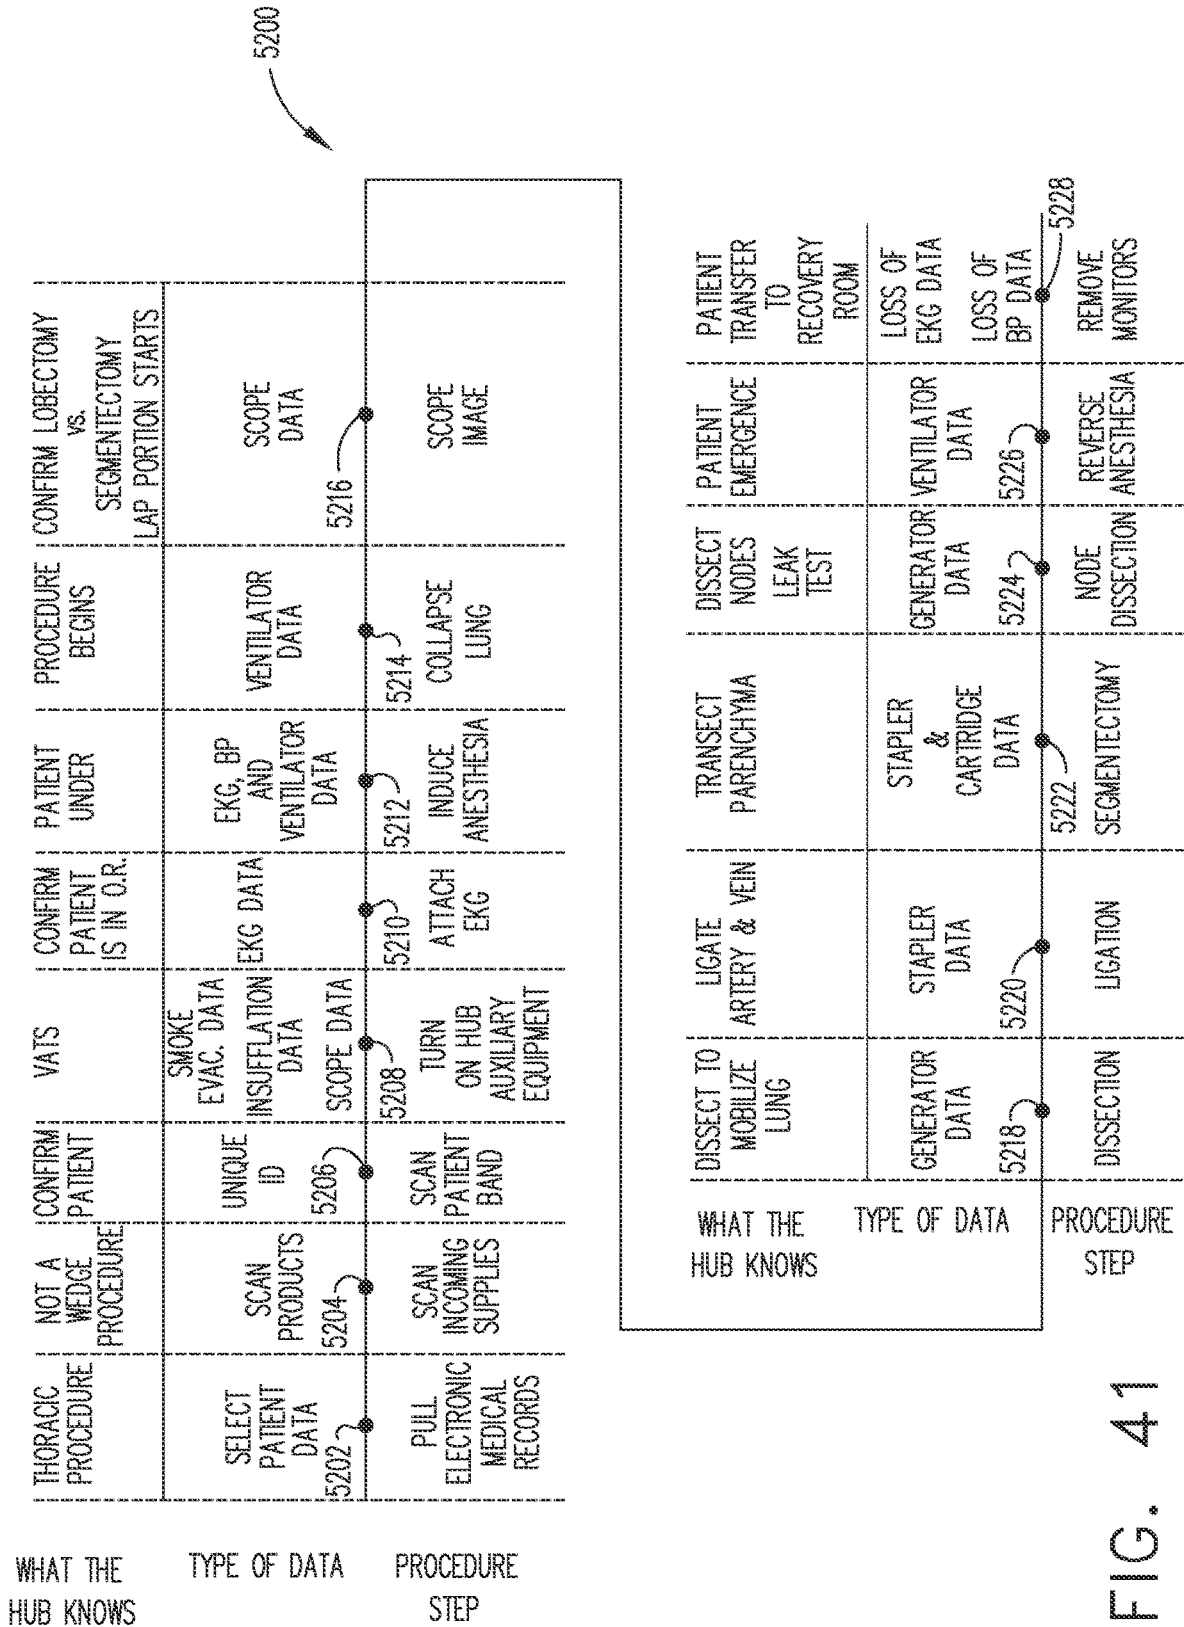 5200
WHAT THE
HUB KNOWS
THORACIC
PROCEDURE
NOT A
WEDGE
PROCEDURE
CONFIRM
PATIENT
VATS
CONFIRM
PATIENT
IS IN O.R.
PATIENT
UNDER
PROCEDURE
BEGINS
CONFIRM LOBECTOMY
vs.
SEGMENTECTOMY
LAP PORTION STARTS
TYPE OF DATA
SELECT
PATIENT
DATA
5202
SCAN
PRODUCTS
5204
UNIQUE
ID
5206
SMOKE
EVAC. DATA
INSUFFLATION
DATA
SCOPE DATA
5208
EKG DATA
5210
EKG, BP
AND
VENTILATOR
DATA
5212
VENTILATOR
DATA
5214
SCOPE
DATA
5216
PROCEDURE
STEP
PULL
ELECTRONIC
MEDICAL
RECORDS
SCAN
INCOMING
SUPPLIES
SCAN
PATIENT
BAND
TURN
ON HUB
AUXILIARY
EQUIPMENT
ATTACH
EKG
INDUCE
ANESTHESIA
COLLAPSE
LUNG
SCOPE
IMAGE
WHAT THE
HUB KNOWS
DISSECT TO
MOBILIZE
LUNG
LIGATE
ARTERY & VEIN
TRANSECT
PARENCHYMA
DISSECT
NODES
LEAK
TEST
PATIENT
EMERGENCE
PATIENT
TRANSFER
TO
RECOVERY
ROOM
TYPE OF DATA
GENERATOR
DATA
5218
STAPLER
DATA
5220
STAPLER
&
CARTRIDGE
DATA
5222
GENERATOR
DATA
5224
VENTILATOR
DATA
5226
LOSS OF
EKG DATA
LOSS OF
BP DATA
5228
PROCEDURE
STEP
DISSECTION
LIGATION
SEGMENTECTOMY
NODE
DISSECTION
REVERSE
ANESTHESIA
REMOVE
MONITORS
FIG. 41